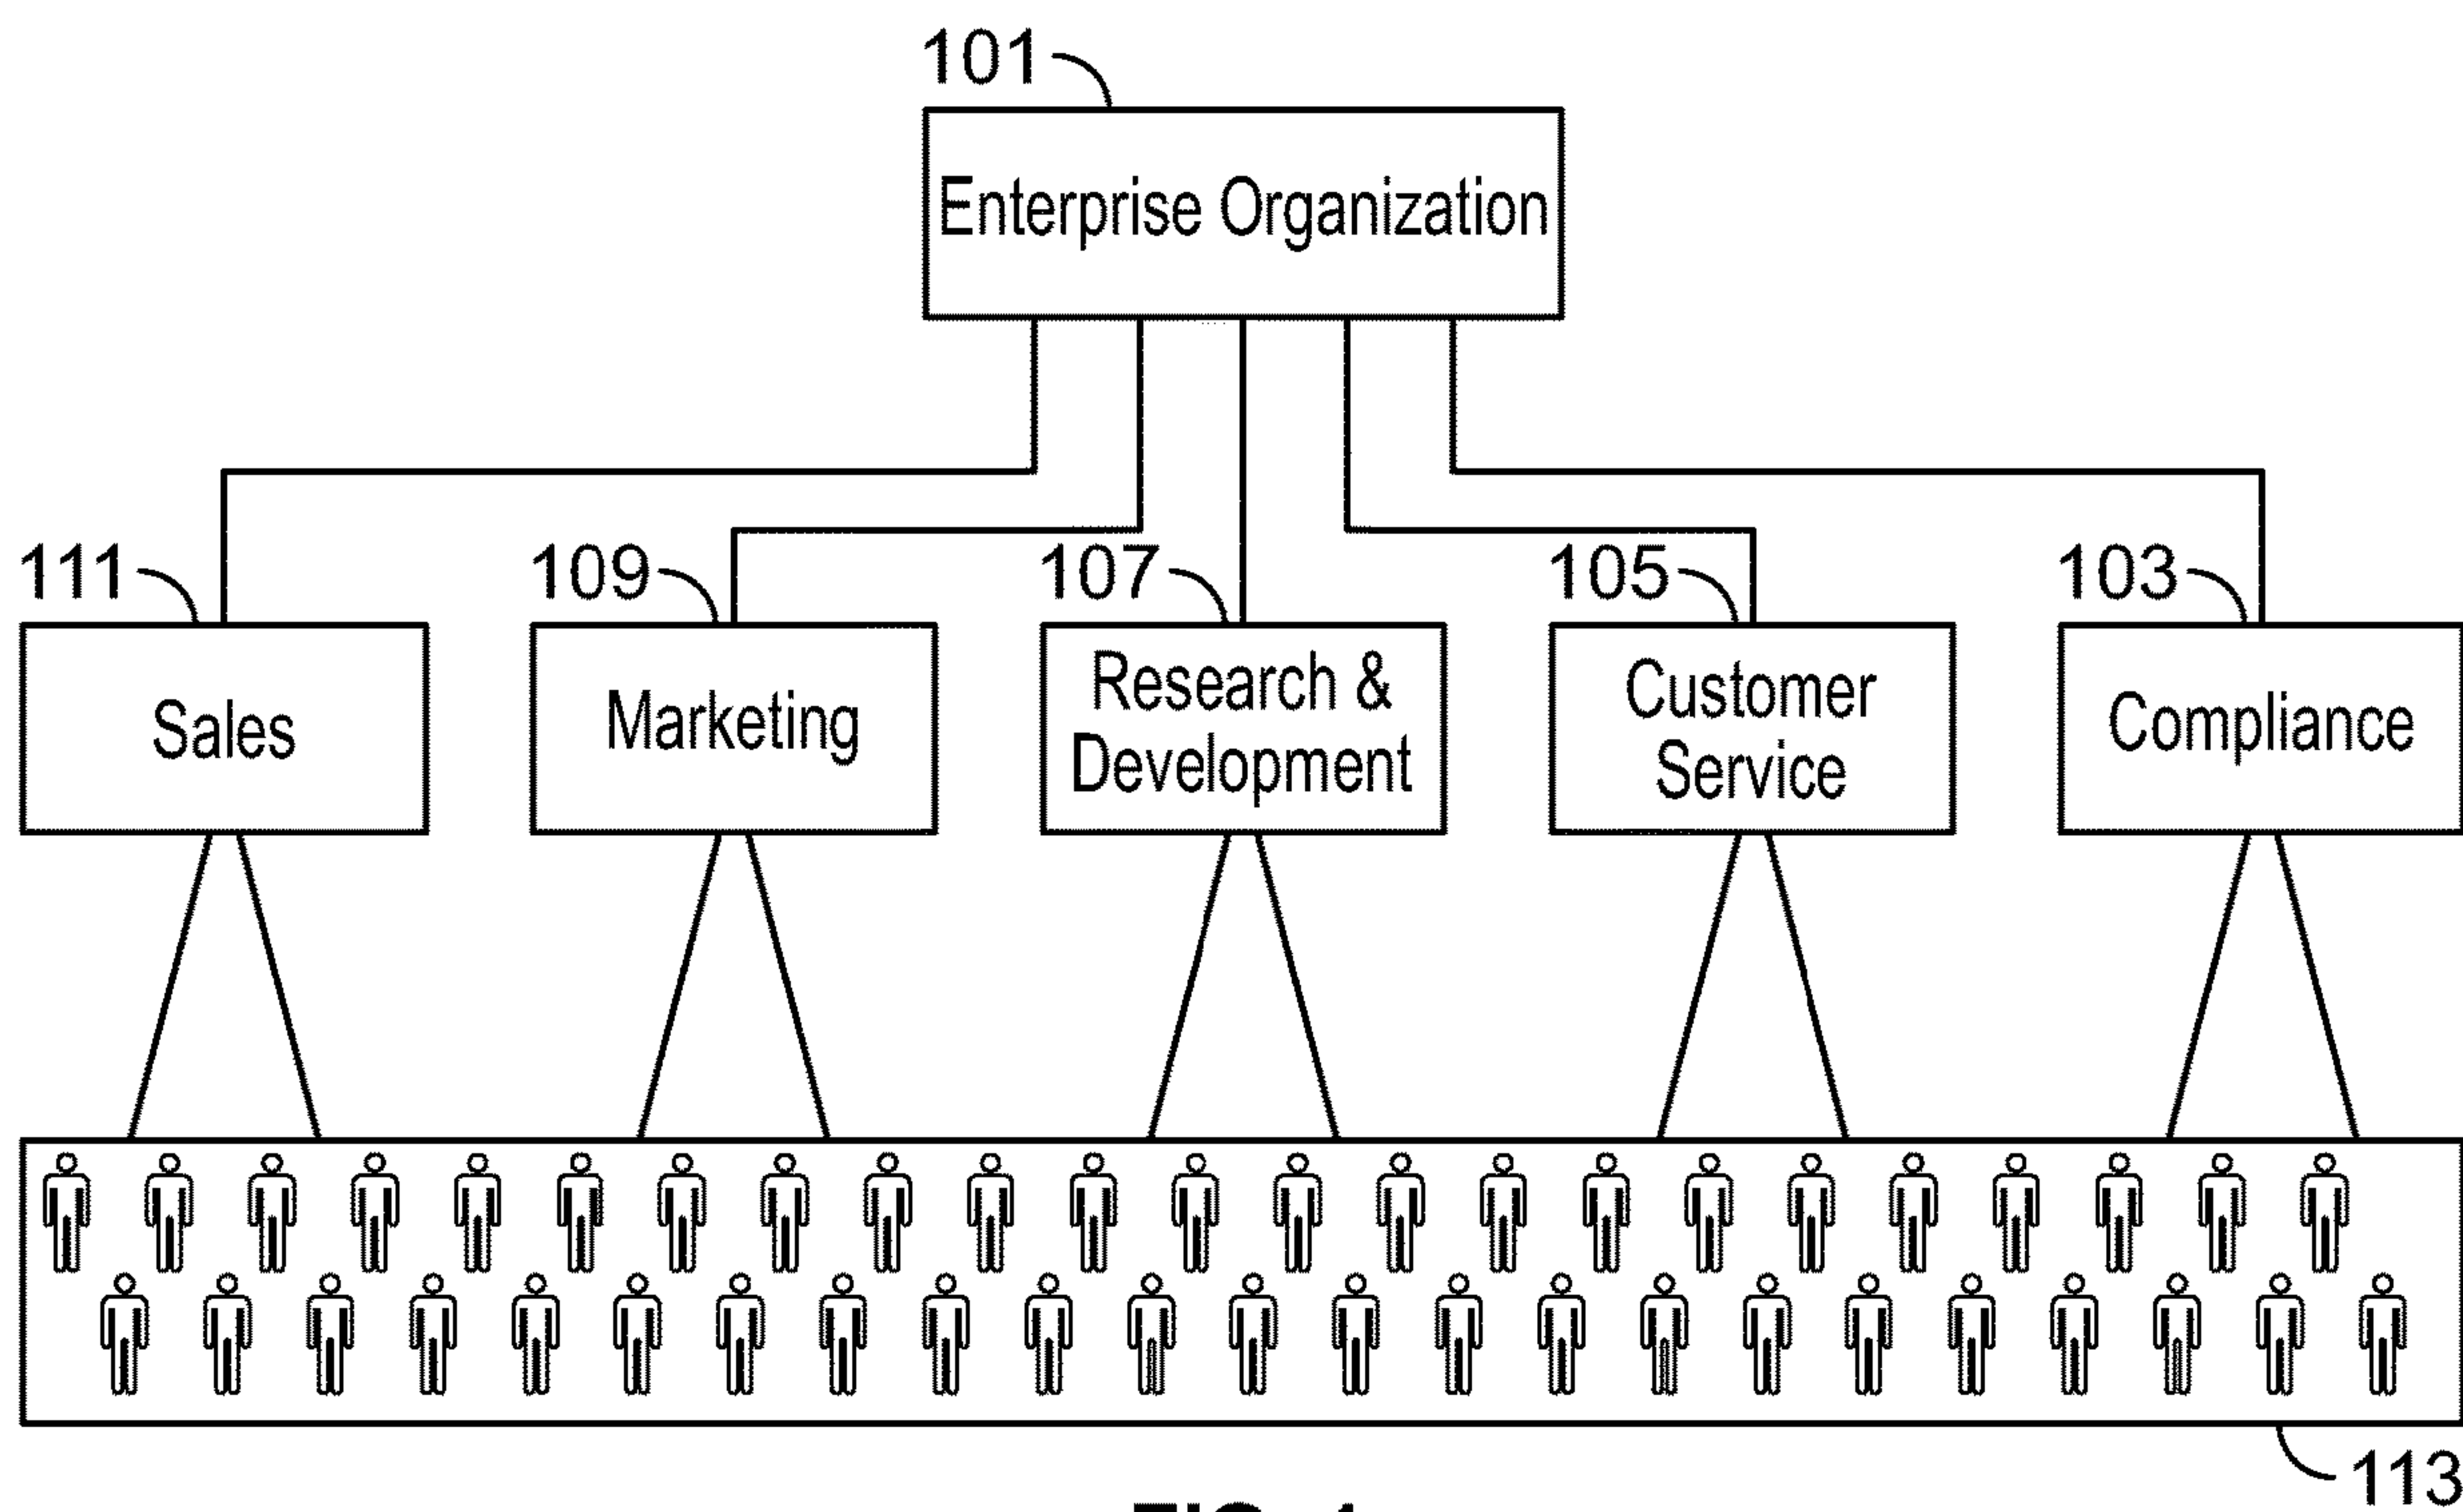 101
Enterprise Organization
111
109
107
105
103
Sales
Marketing
Research &
Development
Customer
Service
Compliance
113